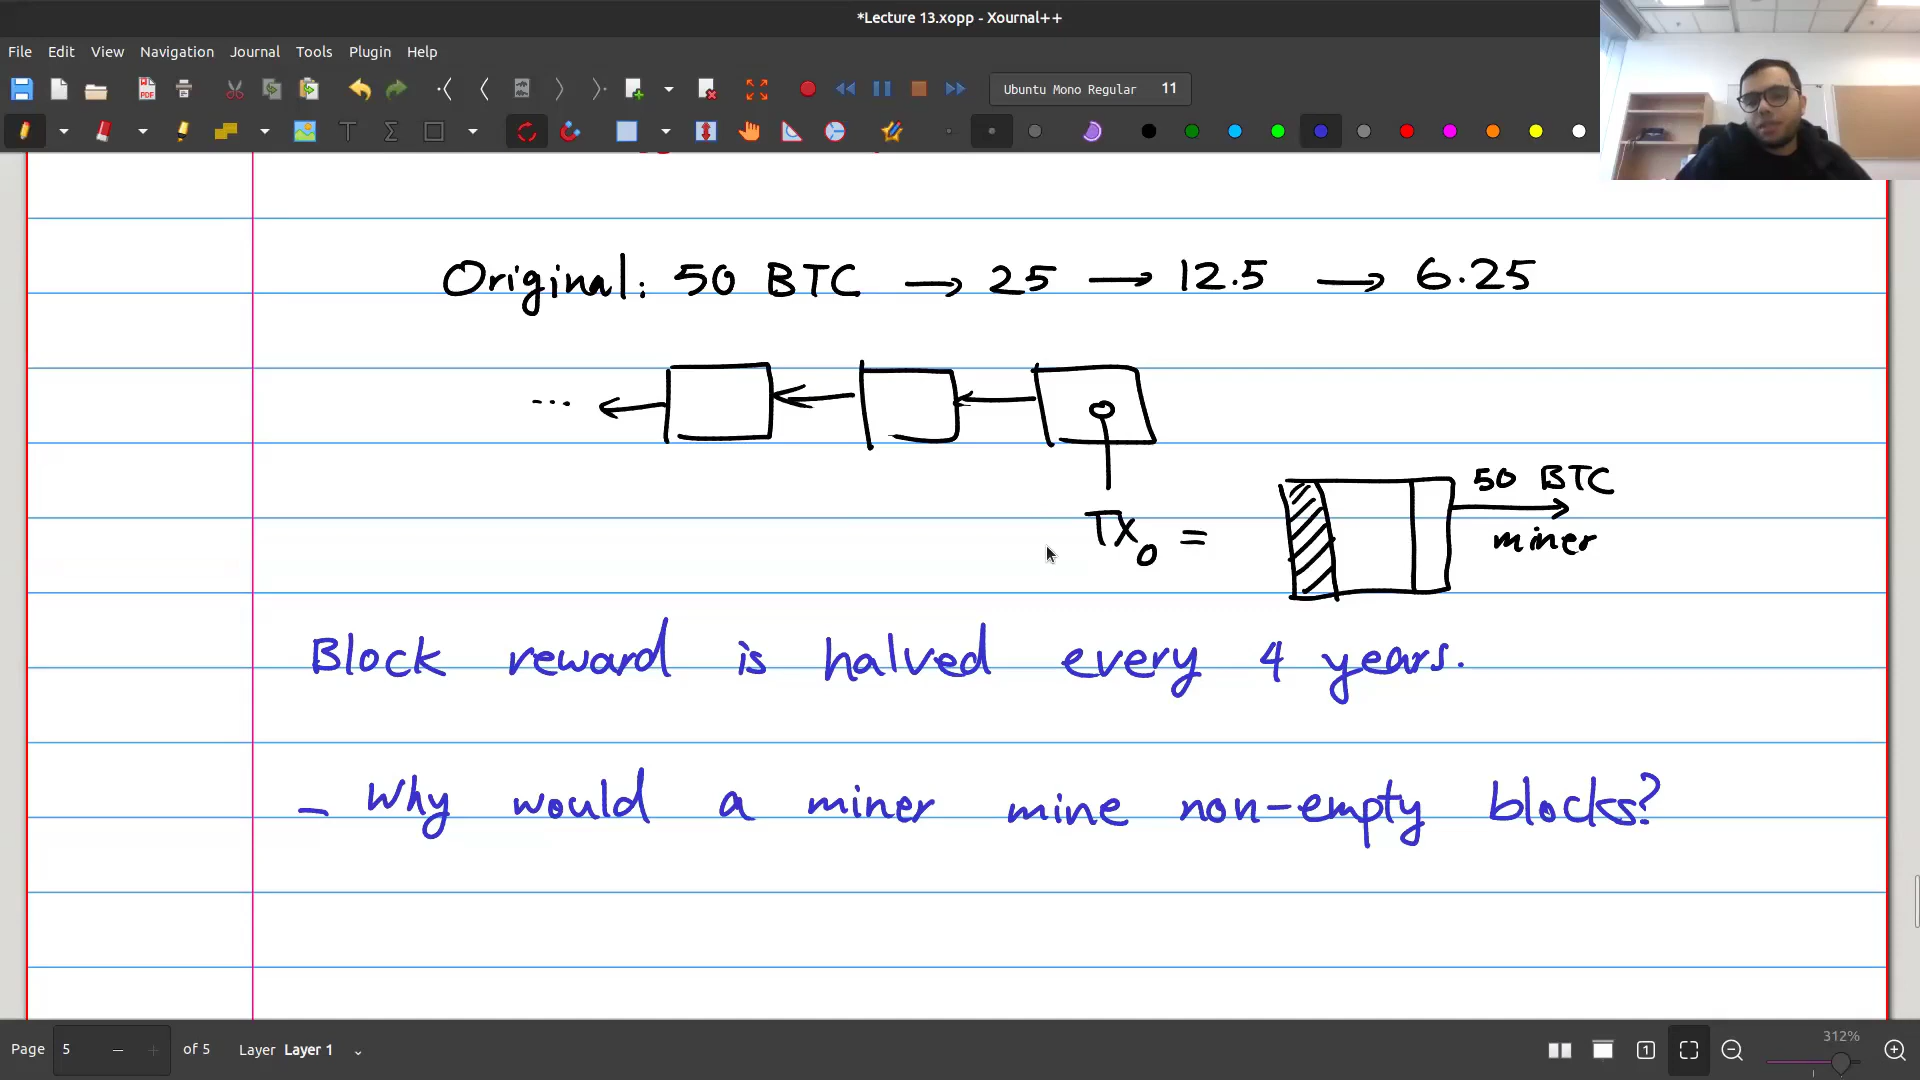 *Lecture 13.xopp - Xournal++
File Edit View Navigation Journal Tools Plugin Help
PDF
Ubuntu Mono Regular 11
Original: 50 BTC → 25 → 12.5 → 6.25
...
50 BTC
TX0 =
miner
Block reward is halved every 4 years.
- Why would a miner mine non-empty blocks?
Page 5 of 5 Layer Layer 1
312%